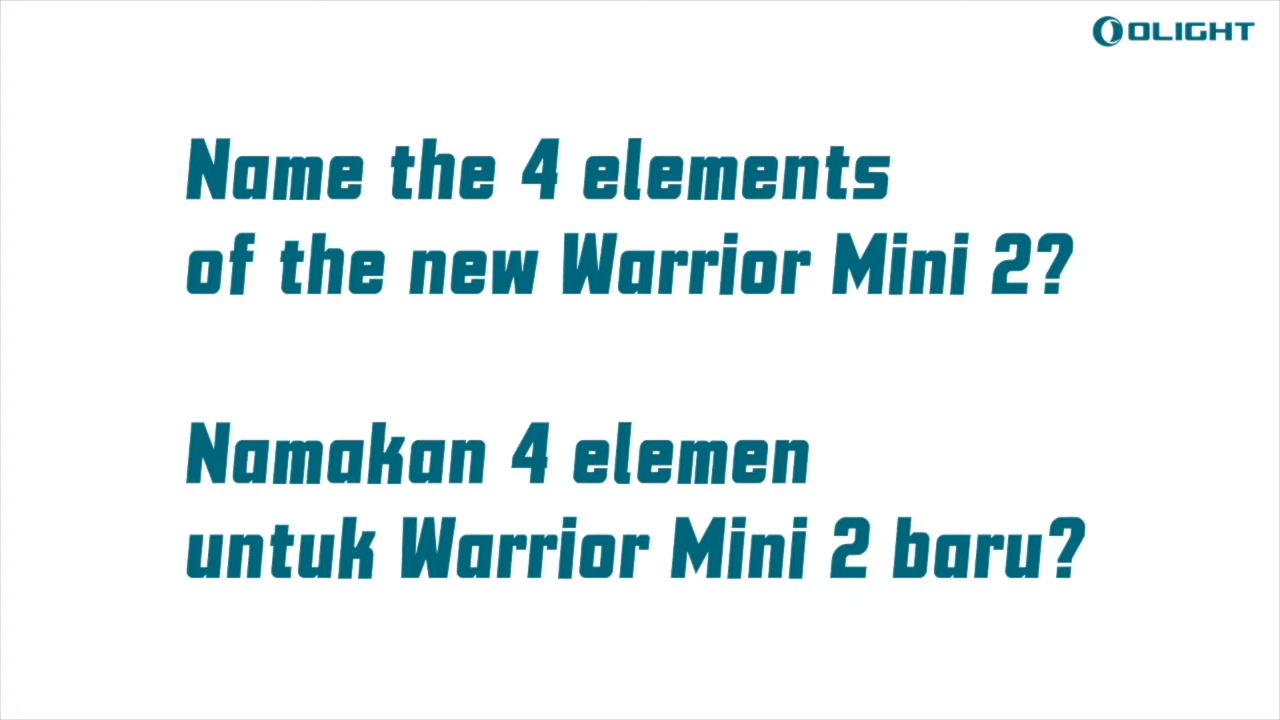 OLIGHT
Name the 4 elements
of the new Warrior Mini 2?
Namakan 4 elemen
untuk Warrior Mini 2 baru?